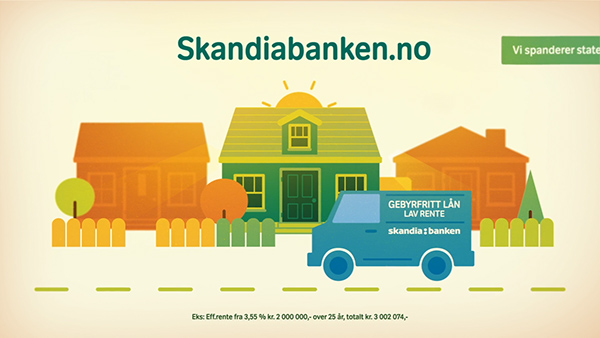 Skandiabanken.no
Vi spanderer state
GEBYRFRITT LÅN
LAV RENTE
skandia:banken
Eks: Eff.rente fra 3,55 % kr. 2 000 000,- over 25 år, totalt kr. 3 002 074,-